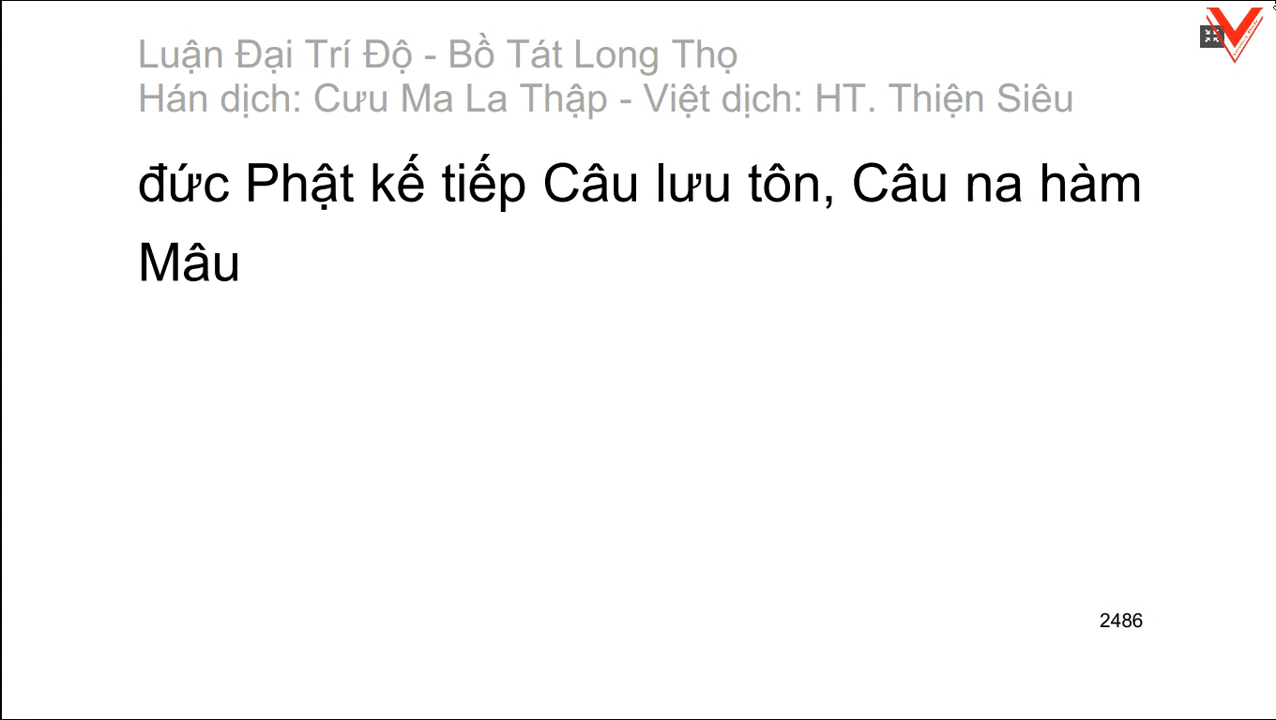 Luận Đại Trí Độ - Bồ Tát Long Thọ
Hán dịch: Cưu Ma La Thập - Việt dịch: HT. Thiện Siêu
đức Phật kế tiếp Câu lưu tôn, Câu na hàm
Mâu
2486